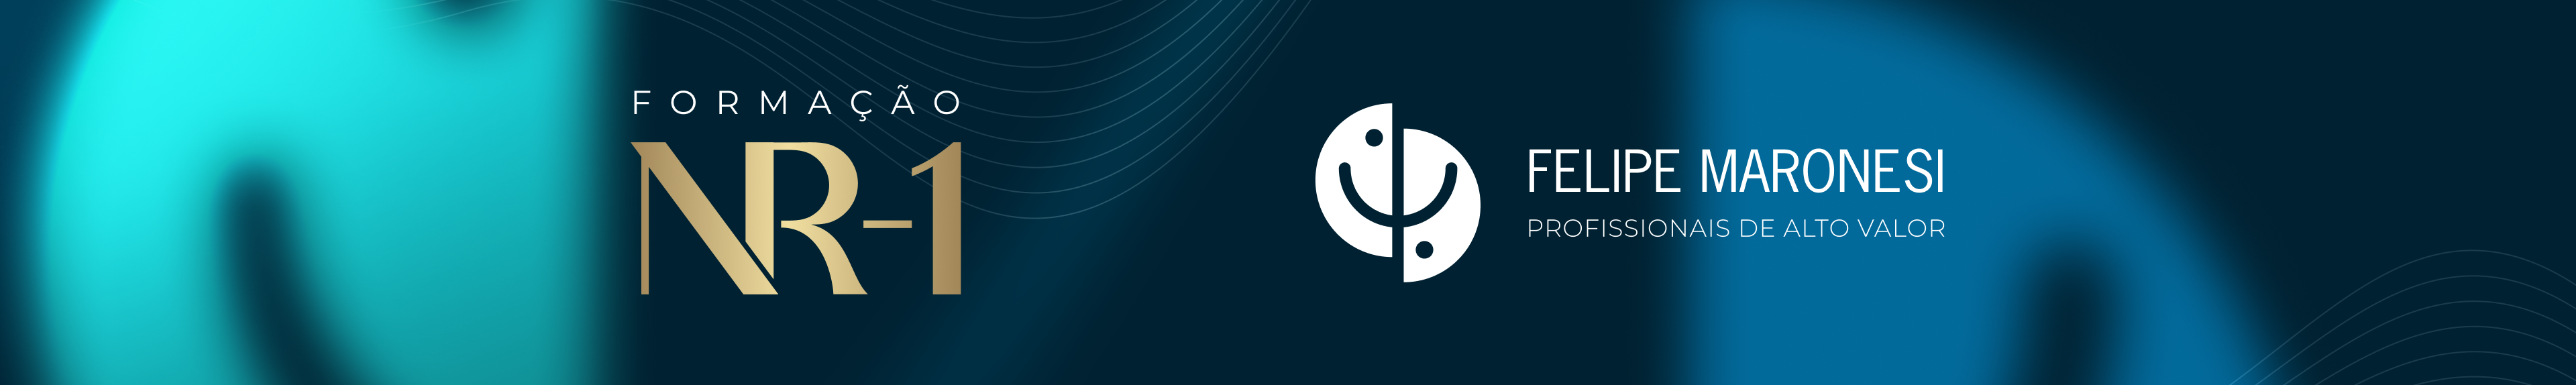 FORMAÇÃO
NR-1
FELIPE MARONESI
PROFISSIONAIS DE ALTO VALOR